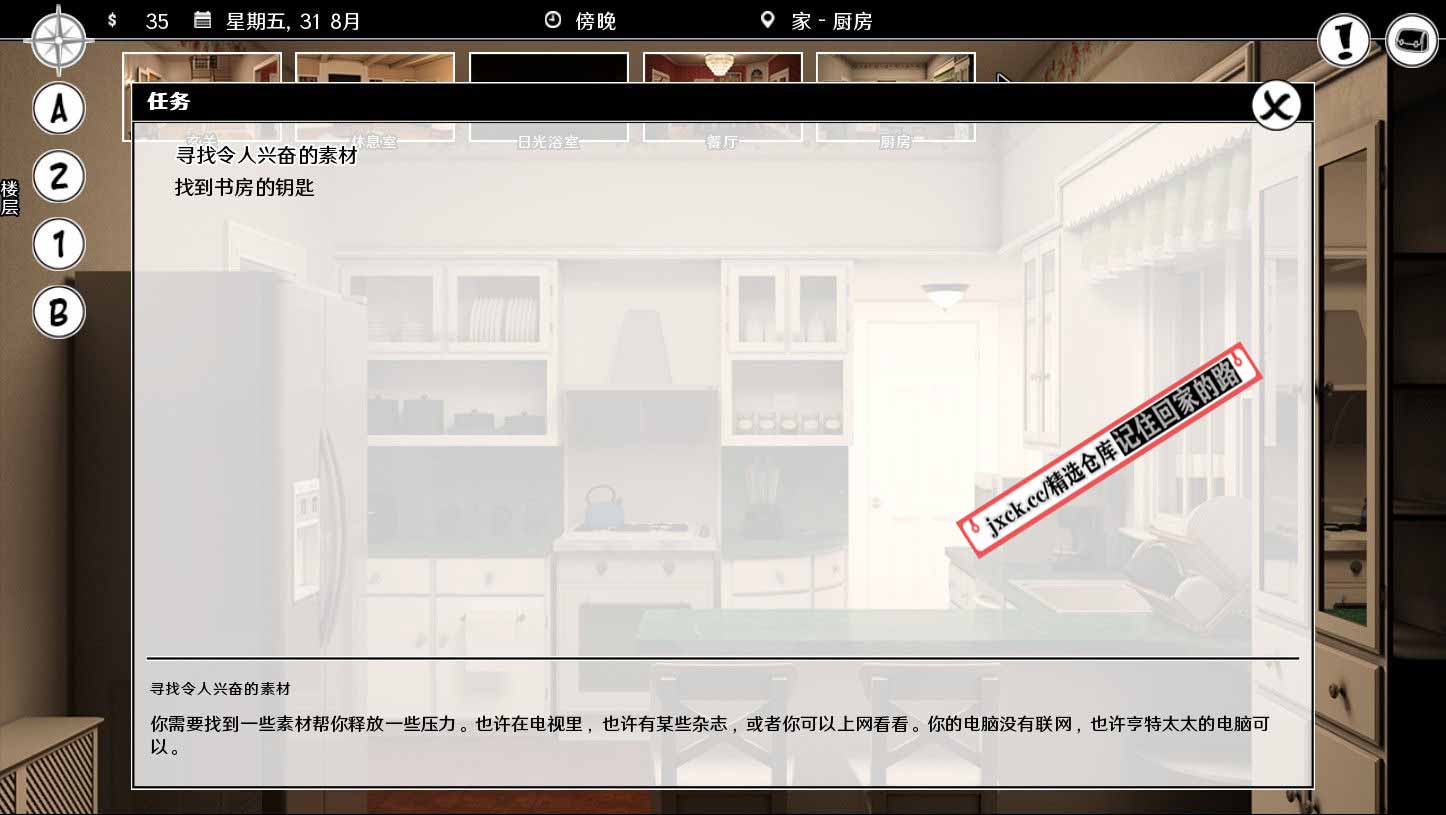 $ 35 星期五, 31 8月 傍晚 家 - 厨房
任务
A
2
1
B
楼层
玄关 休息室 日光浴室 餐厅 厨房
寻找令人兴奋的素材
找到书房的钥匙
jxck.cc/精选仓库记住回家的路
寻找令人兴奋的素材
你需要找到一些素材帮你释放一些压力。也许在电视里，也许有某些杂志，或者你可以上网看看。你的电脑没有联网，也许亨特太太的电脑可
以。